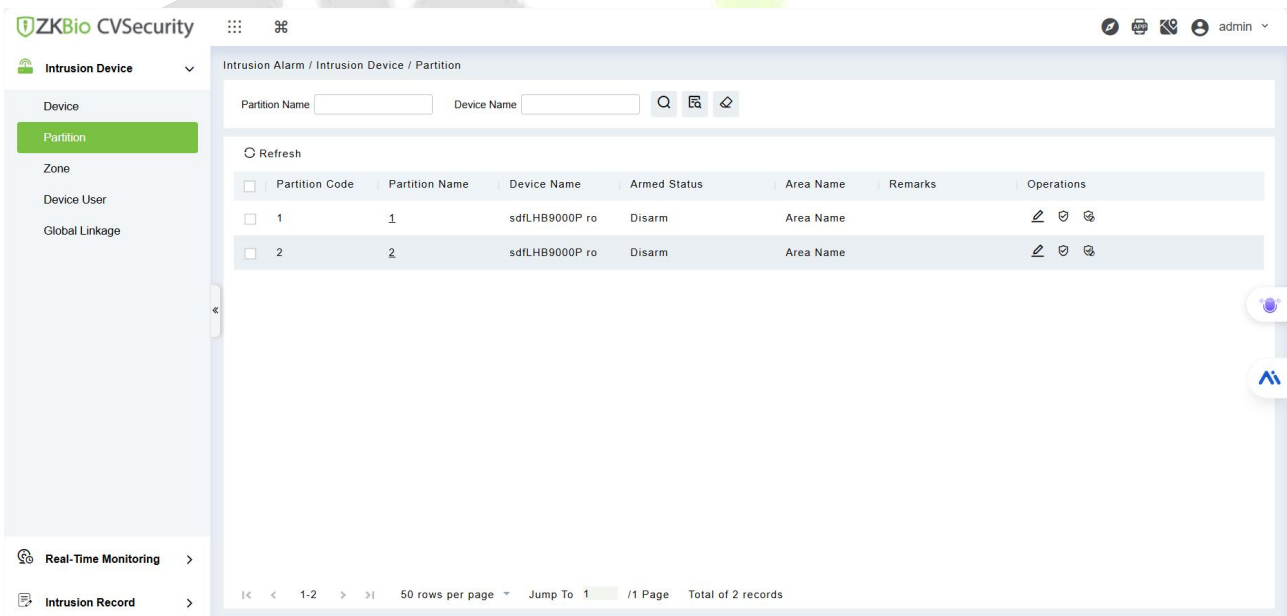 ZKBio CVSecurity
APP
admin
Intrusion Device
Intrusion Alarm / Intrusion Device / Partition
Device
Partition
Zone
Device User
Global Linkage
Partition Name
Device Name
Refresh
Partition Code Partition Name Device Name Armed Status Area Name Remarks Operations
1 1 sdfLHB9000P ro Disarm Area Name
2 2 sdfLHB9000P ro Disarm Area Name
Real-Time Monitoring
Intrusion Record
1-2 50 rows per page Jump To 1 /1 Page Total of 2 records